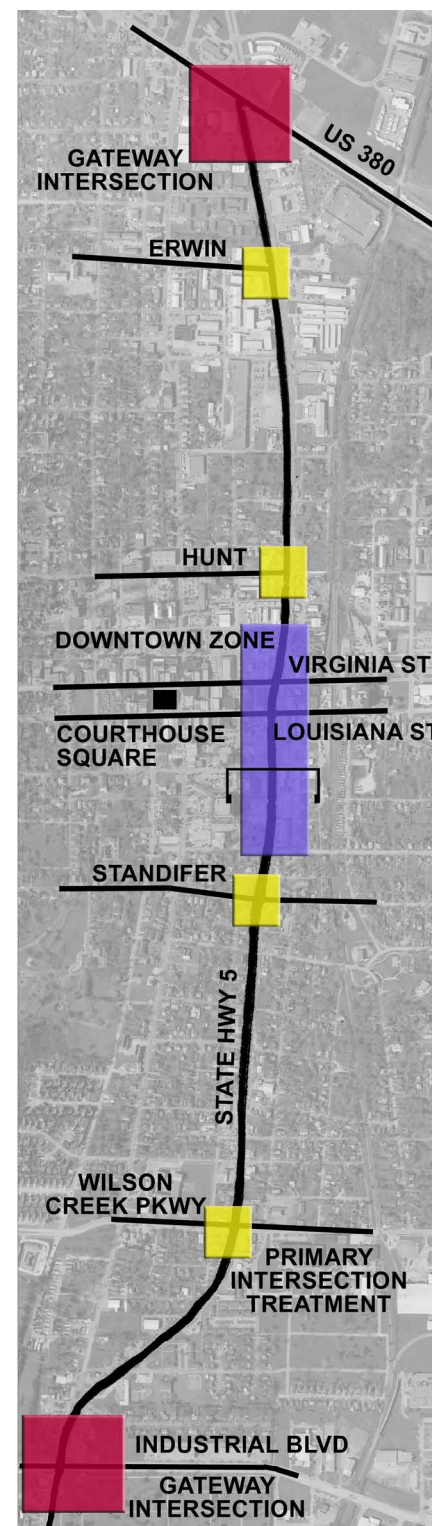 US 380
GATEWAY
INTERSECTION
ERWIN
HUNT
DOWNTOWN ZONE
VIRGINIA ST
COURTHOUSE
SQUARE
LOUISIANA ST
STANDIFER
STATE HWY 5
WILSON
CREEK PKWY
PRIMARY
INTERSECTION
TREATMENT
INDUSTRIAL BLVD
GATEWAY
INTERSECTION